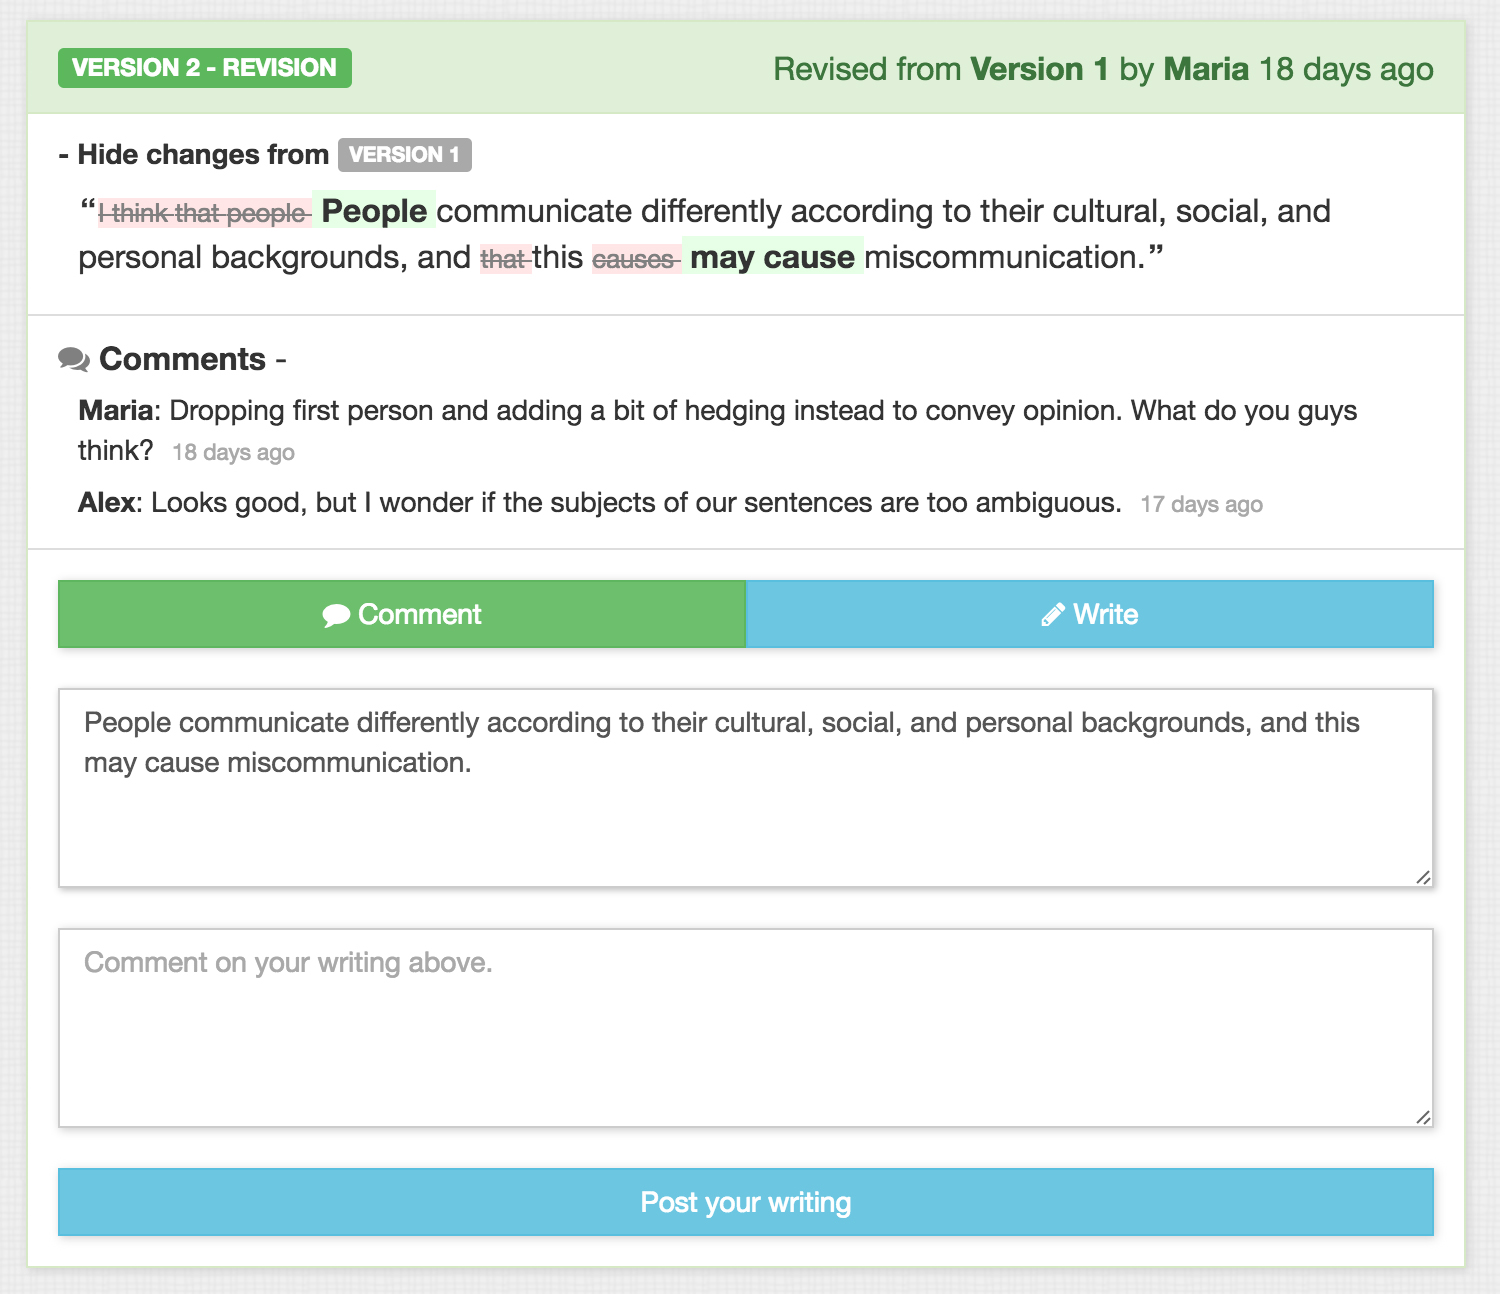 VERSION 2 - REVISION
Revised from Version 1 by Maria 18 days ago
- Hide changes from VERSION 1
“I think that people People communicate differently according to their cultural, social, and
personal backgrounds, and that this causes may cause miscommunication.”
Comments -
Maria: Dropping first person and adding a bit of hedging instead to convey opinion. What do you guys
think? 18 days ago
Alex: Looks good, but I wonder if the subjects of our sentences are too ambiguous. 17 days ago
Comment
Write
People communicate differently according to their cultural, social, and personal backgrounds, and this
may cause miscommunication.
Comment on your writing above.
Post your writing